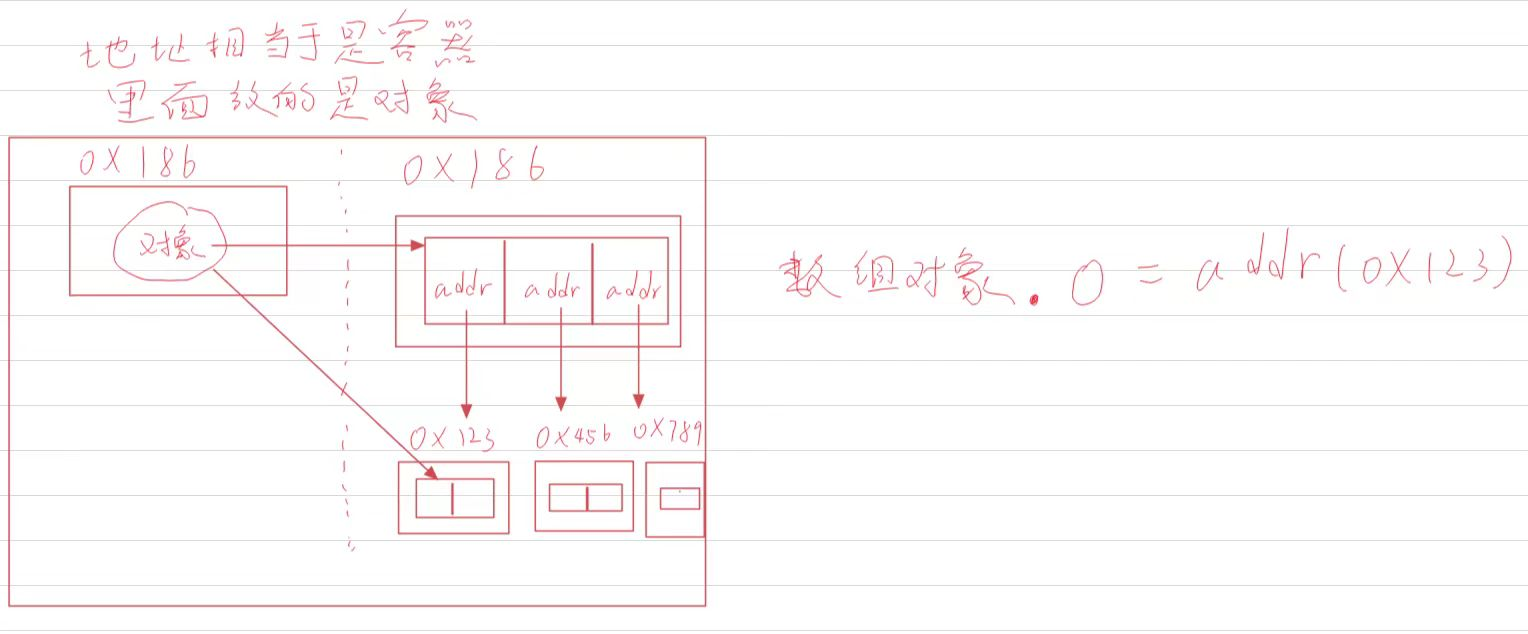 地址相当于是容器
里面放的是对象
0X186
0X186
对象
addr addr addr
数组对象.0 = addr(0X123)
0X123 0X456 0X789